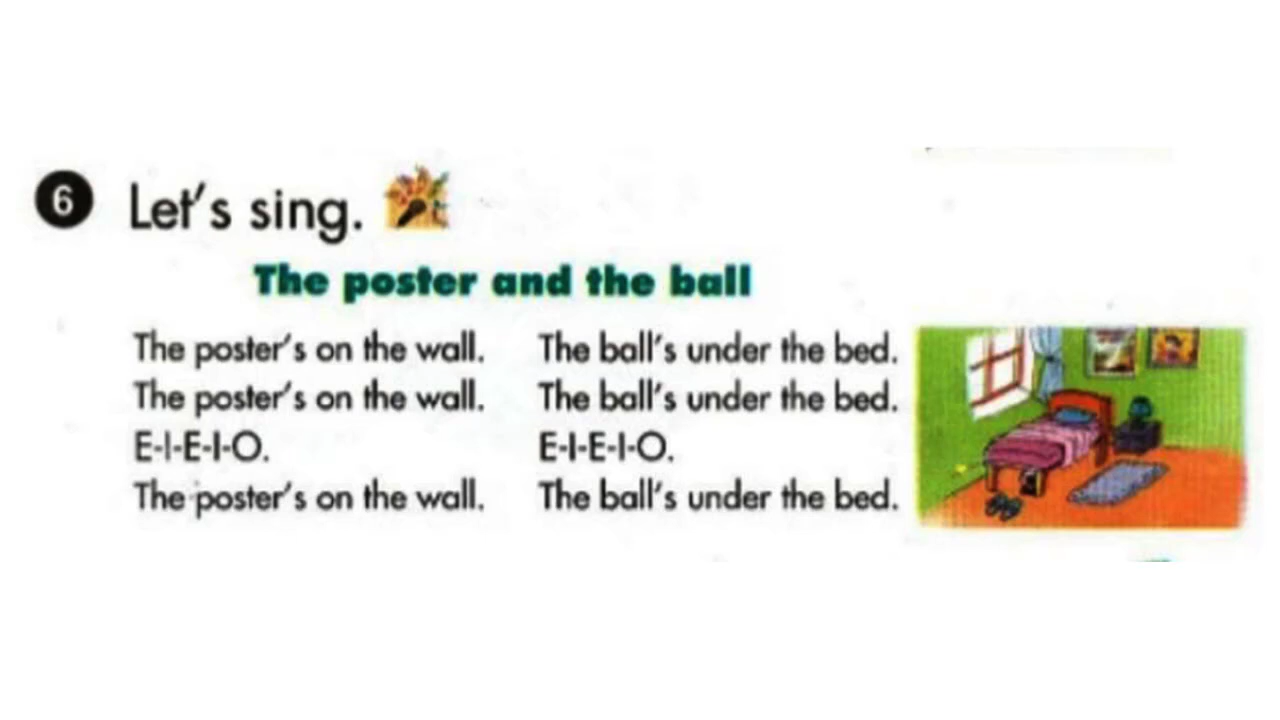 6 Let's sing.
The poster and the ball
The poster's on the wall.
The poster's on the wall.
E-I-E-I-O.
The poster's on the wall.
The ball's under the bed.
The ball's under the bed.
E-I-E-I-O.
The ball's under the bed.